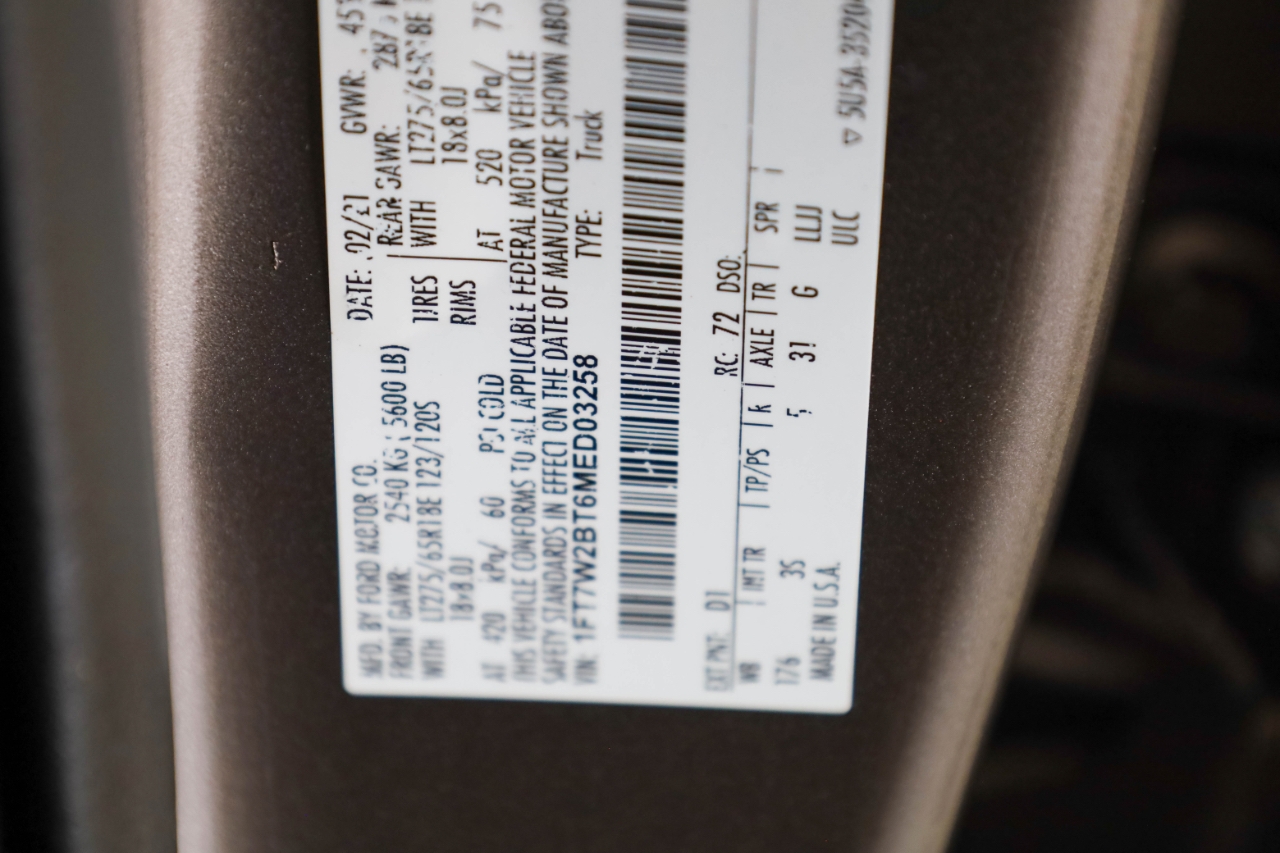 MFD. BY FORD MOTOR CO.
DATE: 02/21 GVWR:
FRONT GAWR: 2540 KG ( 5600 LB)
REAR GAWR: 287
WITH LT275/65R18E 123/120S TIRES
WITH LT275/65R18E
18x8.0J RIMS
18x8.0J
AT 420 kPa/ 60 PSI COLD
AT 520 kPa/ 75
THIS VEHICLE CONFORMS TO ALL APPLICABLE FEDERAL MOTOR VEHICLE
SAFETY STANDARDS IN EFFECT ON THE DATE OF MANUFACTURE SHOWN ABO
VIN: 1FT7W2BT6MED03258 TYPE: Truck
EXT PNT: D1 RC: 72 DSO:
WB INT TR TP/PS R AXLE TR SPR
176 3S 5 31 G LLJJ
MADE IN U.S.A. ULC